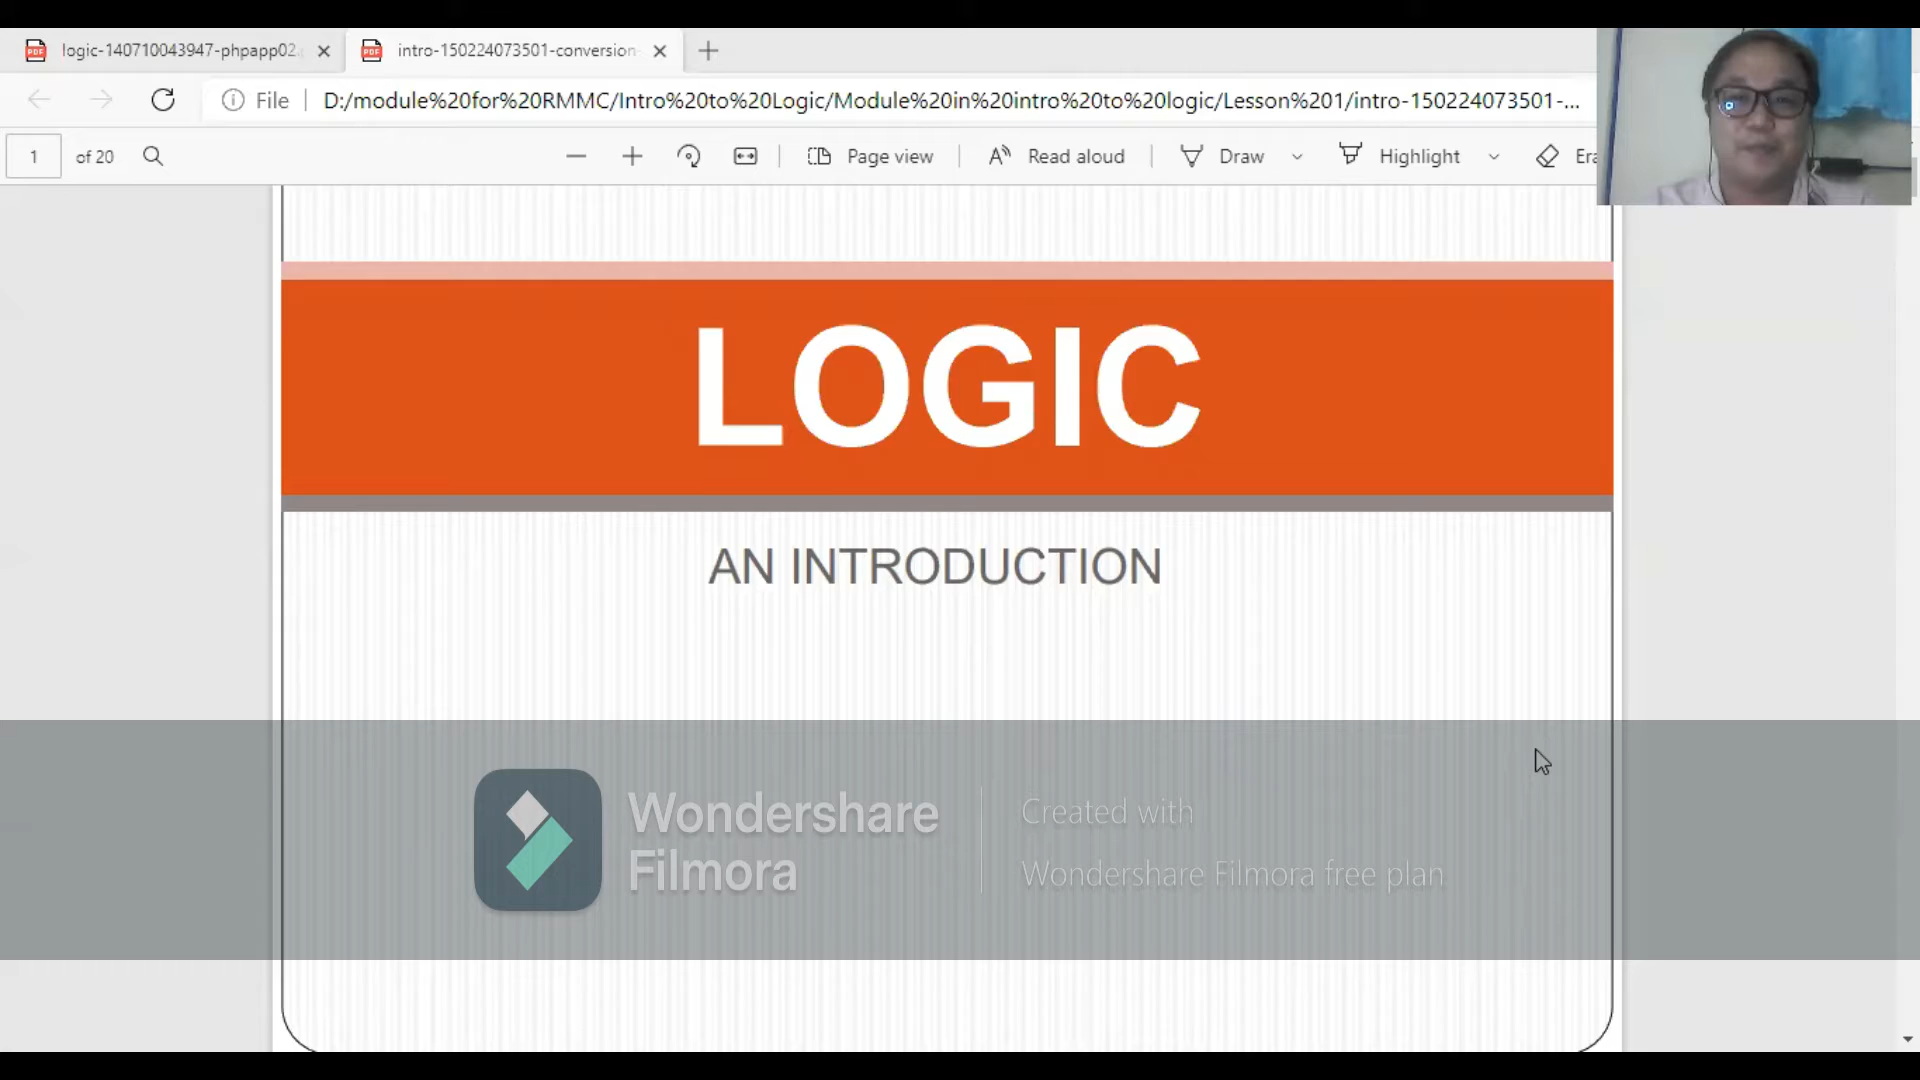 logic-140710043947-phpapp02.
intro-150224073501-conversion-
File
D:/module%20for%20RMMC/Intro%20to%20Logic/Module%20in%20intro%20to%20logic/Lesson%201/intro-150224073501-...
1 of 20
Page view
Read aloud
Draw
Highlight
Era
LOGIC
AN INTRODUCTION
Wondershare
Filmora
Created with
Wondershare Filmora free plan